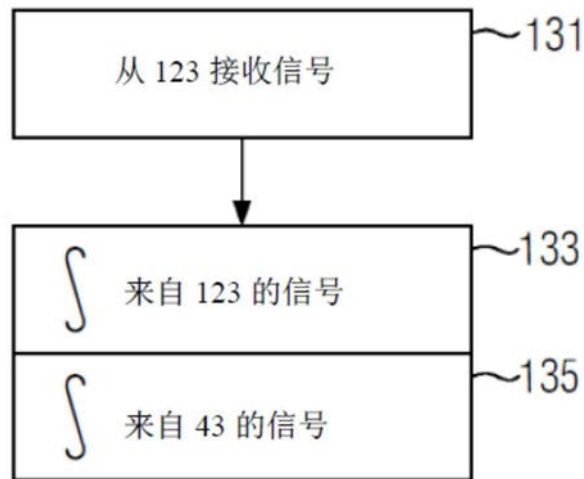 131
从 123 接收信号
133
∫ 来自 123 的信号
135
∫ 来自 43 的信号